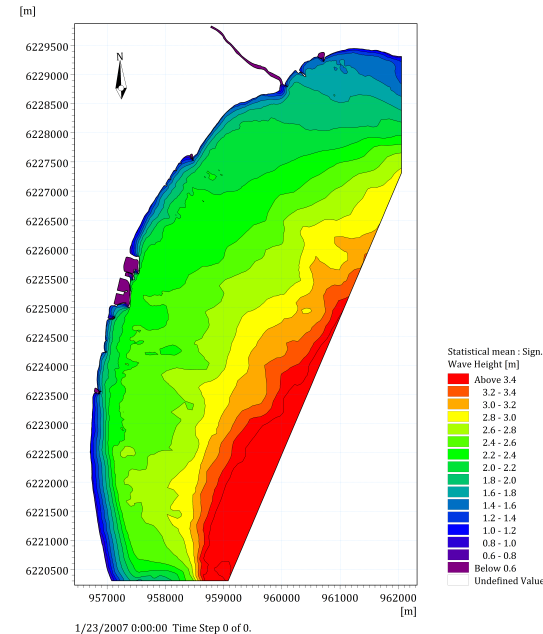 [m]
6229500
6229000
6228500
6228000
6227500
6227000
6226500
6226000
6225500
6225000
6224500
6224000
6223500
6223000
6222500
6222000
6221500
6221000
6220500
N
957000 958000 959000 960000 961000 962000
[m]
1/23/2007 0:00:00 Time Step 0 of 0.
Statistical mean : Sign.
Wave Height [m]
Above 3.4
3.2 - 3.4
3.0 - 3.2
2.8 - 3.0
2.6 - 2.8
2.4 - 2.6
2.2 - 2.4
2.0 - 2.2
1.8 - 2.0
1.6 - 1.8
1.4 - 1.6
1.2 - 1.4
1.0 - 1.2
0.8 - 1.0
0.6 - 0.8
Below 0.6
Undefined Value